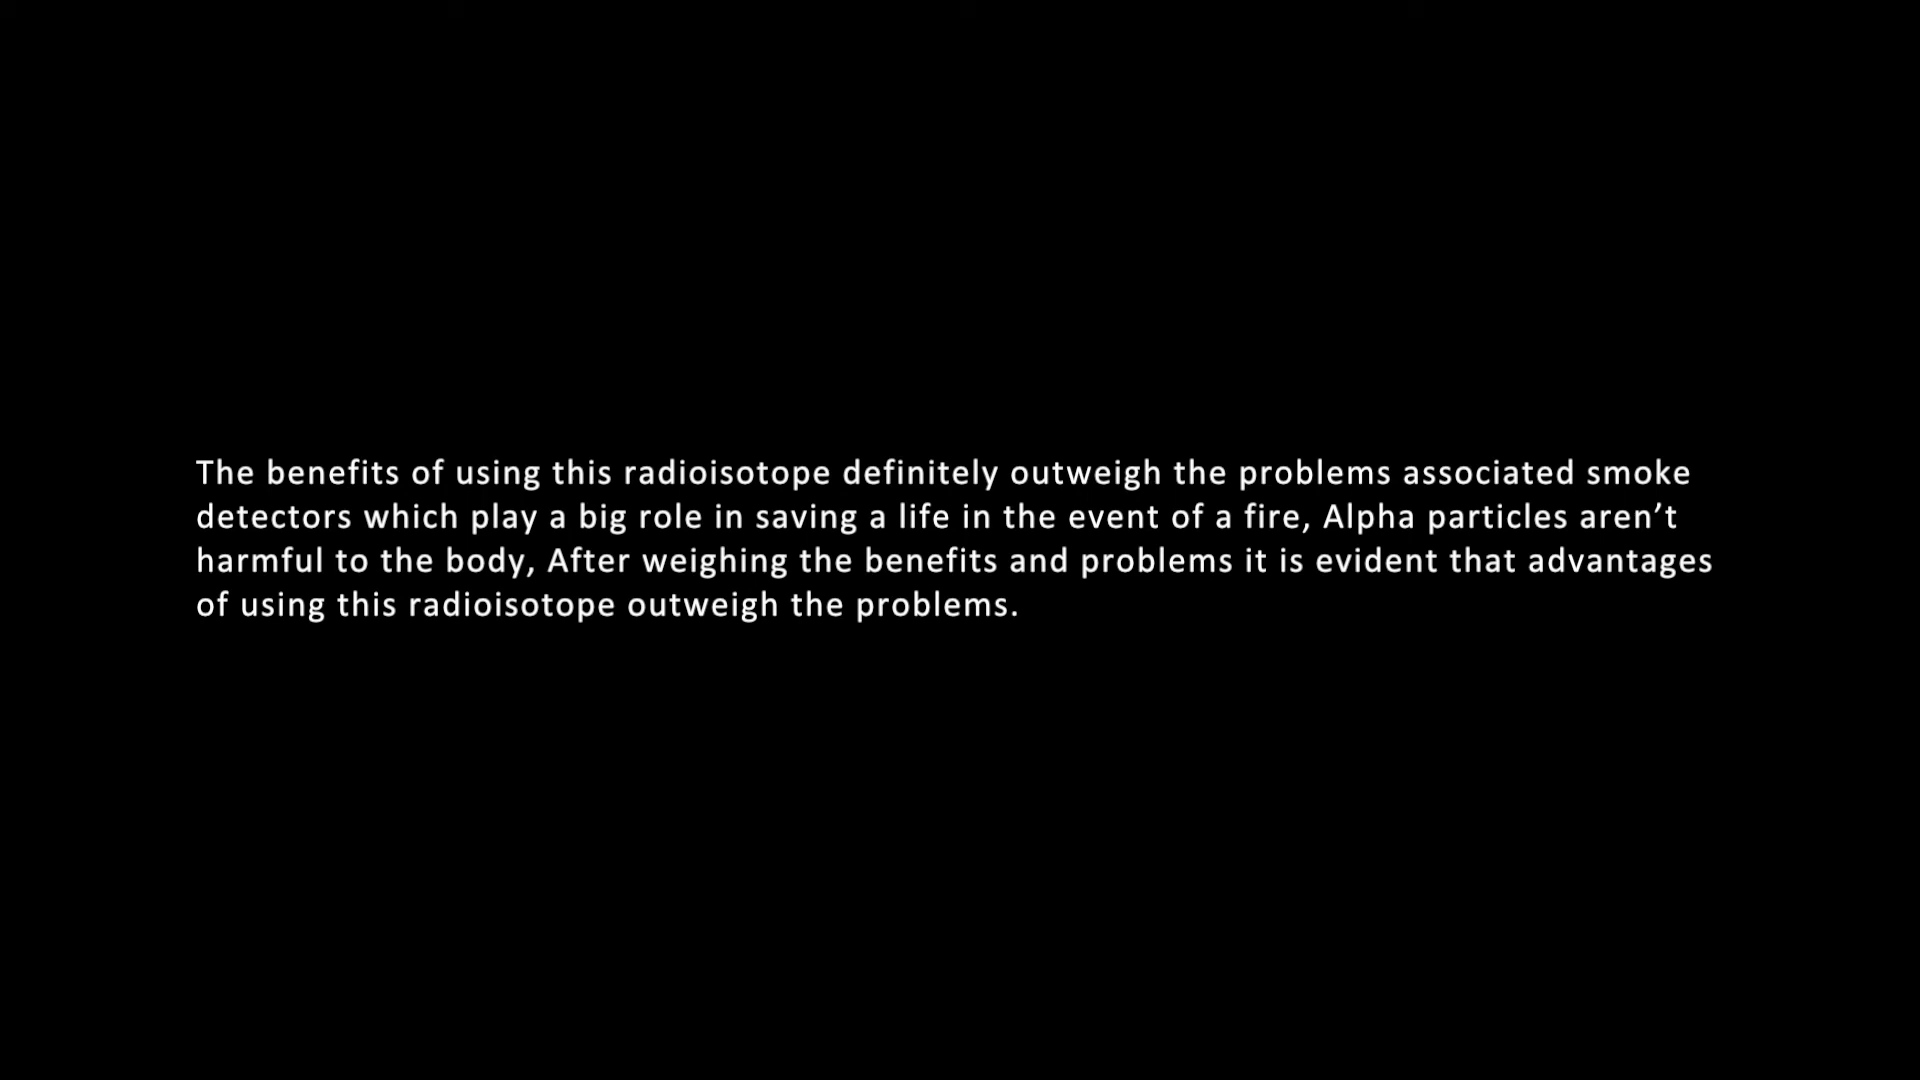 The benefits of using this radioisotope definitely outweigh the problems associated smoke
detectors which play a big role in saving a life in the event of a fire, Alpha particles aren’t
harmful to the body, After weighing the benefits and problems it is evident that advantages
of using this radioisotope outweigh the problems.